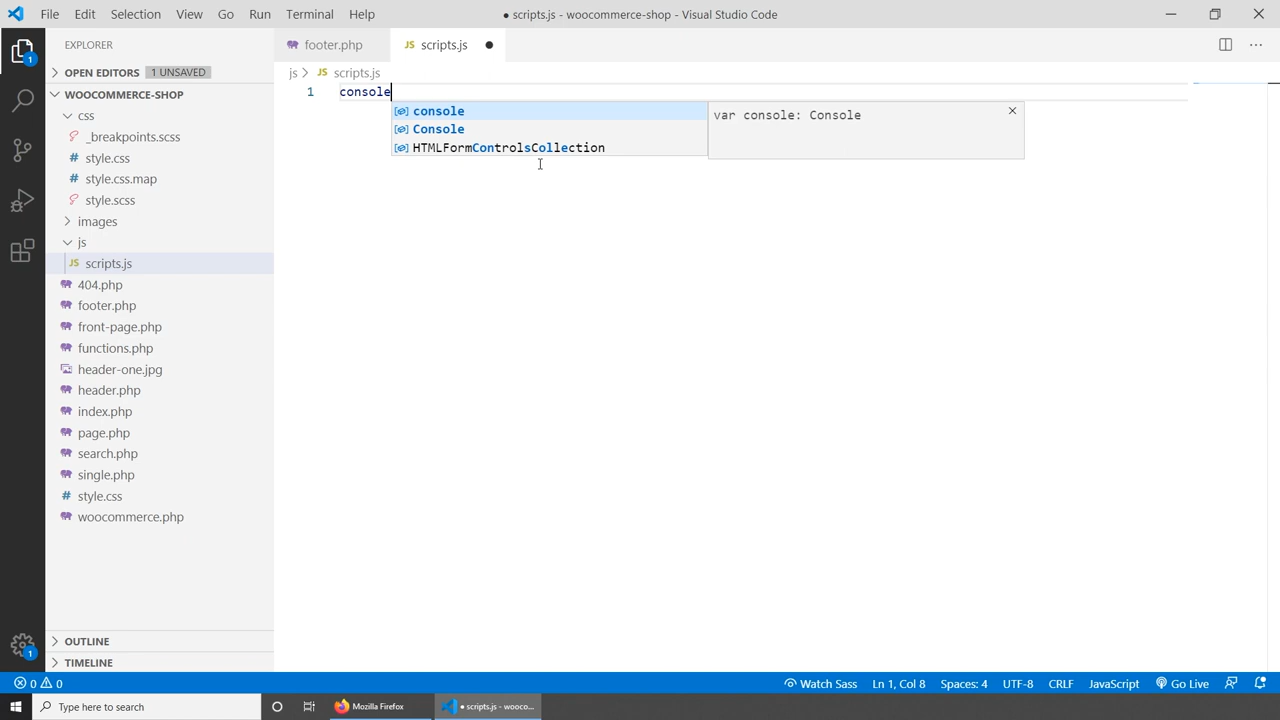 File Edit Selection View Go Run Terminal Help
● scripts.js - woocommerce-shop - Visual Studio Code
EXPLORER
OPEN EDITORS 1 UNSAVED
WOOCOMMERCE-SHOP
css
_breakpoints.scss
# style.css
style.css.map
style.scss
images
js
JS scripts.js
404.php
footer.php
front-page.php
functions.php
header-one.jpg
header.php
index.php
page.php
search.php
single.php
# style.css
woocommerce.php
OUTLINE
TIMELINE
1
1
footer.php
JS scripts.js ●
js > JS scripts.js
1 console
console
Console
HTMLFormControlsCollection
var console: Console
0 0
Watch Sass Ln 1, Col 8 Spaces: 4 UTF-8 CRLF JavaScript Go Live
Type here to search
Mozilla Firefox
● scripts.js - wooco...